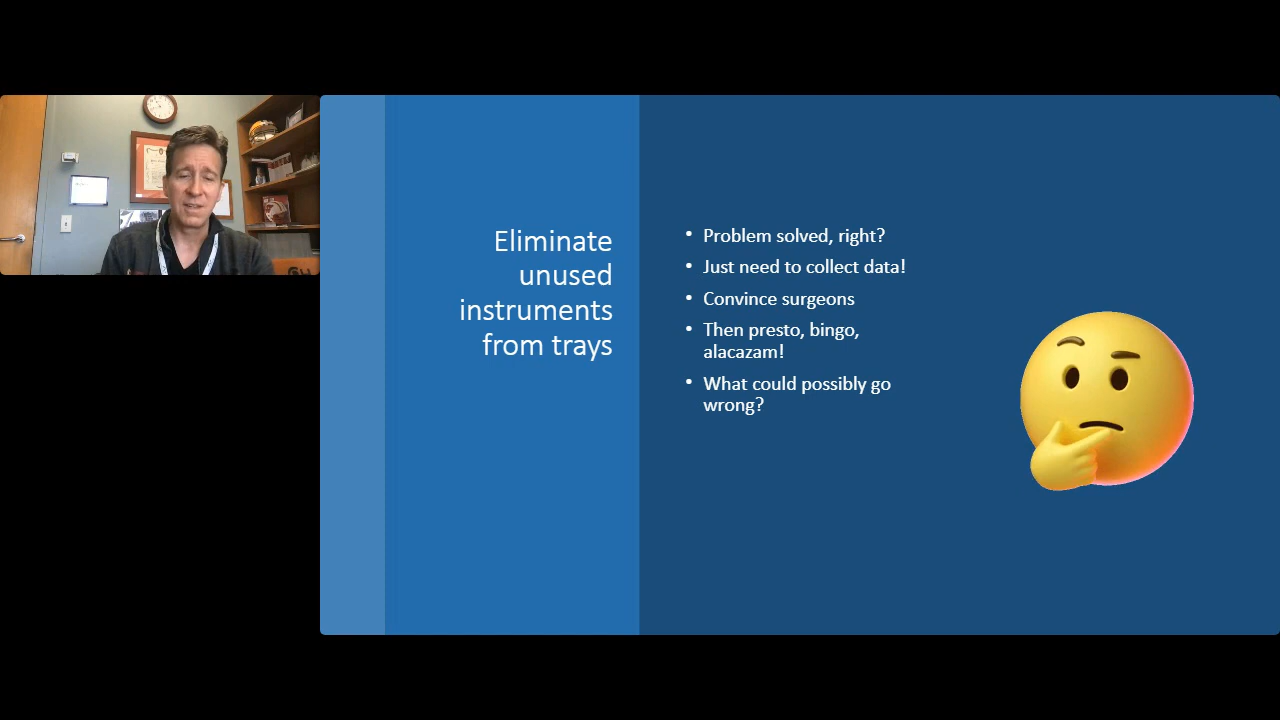 Eliminate
unused
instruments
from trays
• Problem solved, right?
• Just need to collect data!
• Convince surgeons
• Then presto, bingo,
alacazam!
• What could possibly go
wrong?